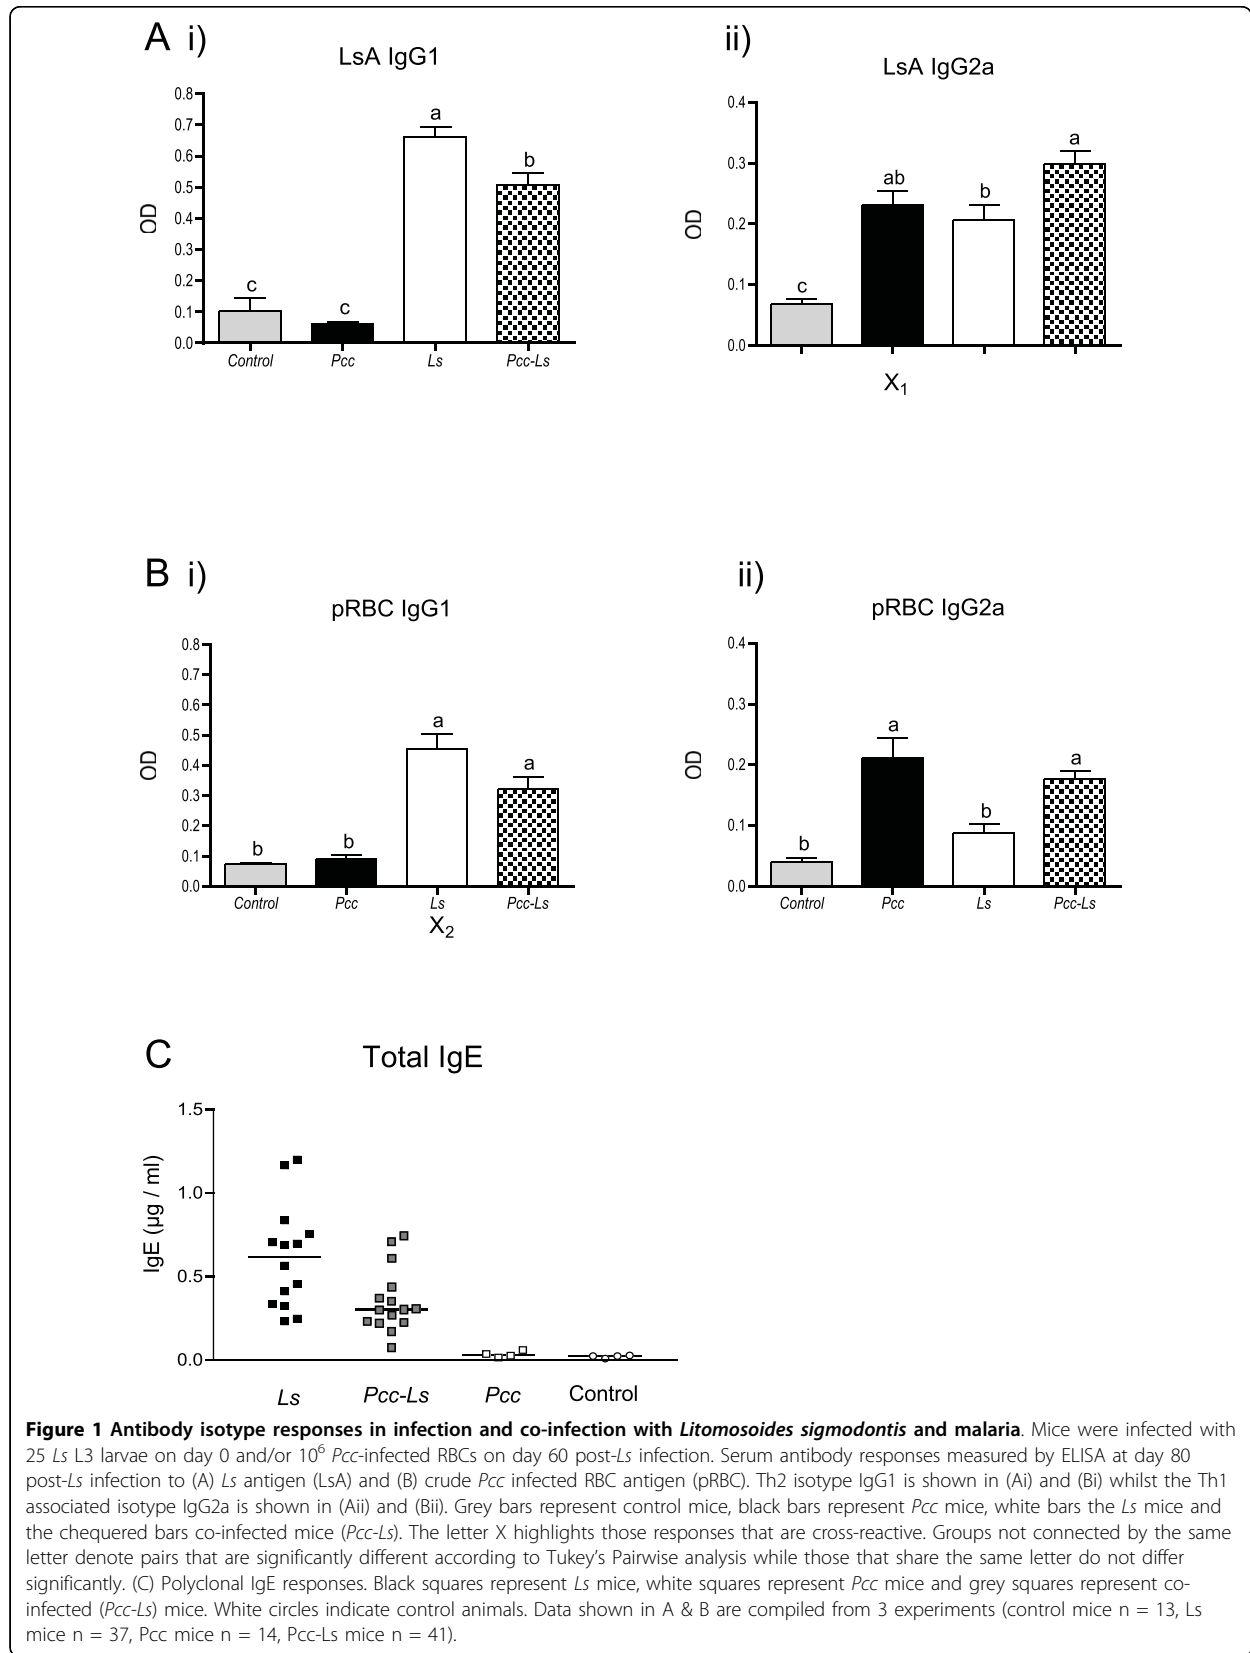 A i)
LsA IgG1
OD
0.8
0.7
0.6
0.5
0.4
0.3
0.2
0.1
0.0
c
c
a
b
Control Pcc Ls Pcc-Ls
ii)
LsA IgG2a
OD
0.4
0.3
0.2
0.1
0.0
c
ab
b
a
X1
B i)
pRBC IgG1
OD
0.8
0.7
0.6
0.5
0.4
0.3
0.2
0.1
0.0
b
b
a
a
Control Pcc Ls Pcc-Ls
X2
ii)
pRBC IgG2a
OD
0.4
0.3
0.2
0.1
0.0
b
a
b
a
Control Pcc Ls Pcc-Ls
C
Total IgE
IgE (µg / ml)
1.5
1.0
0.5
0.0
Ls Pcc-Ls Pcc Control
Figure 1 Antibody isotype responses in infection and co-infection with Litomosoides sigmodontis and malaria. Mice were infected with
25 Ls L3 larvae on day 0 and/or 10⁶ Pcc-infected RBCs on day 60 post-Ls infection. Serum antibody responses measured by ELISA at day 80
post-Ls infection to (A) Ls antigen (LsA) and (B) crude Pcc infected RBC antigen (pRBC). Th2 isotype IgG1 is shown in (Ai) and (Bi) whilst the Th1
associated isotype IgG2a is shown in (Aii) and (Bii). Grey bars represent control mice, black bars represent Pcc mice, white bars the Ls mice and
the chequered bars co-infected mice (Pcc-Ls). The letter X highlights those responses that are cross-reactive. Groups not connected by the same
letter denote pairs that are significantly different according to Tukey's Pairwise analysis while those that share the same letter do not differ
significantly. (C) Polyclonal IgE responses. Black squares represent Ls mice, white squares represent Pcc mice and grey squares represent co-
infected (Pcc-Ls) mice. White circles indicate control animals. Data shown in A & B are compiled from 3 experiments (control mice n = 13, Ls
mice n = 37, Pcc mice n = 14, Pcc-Ls mice n = 41).